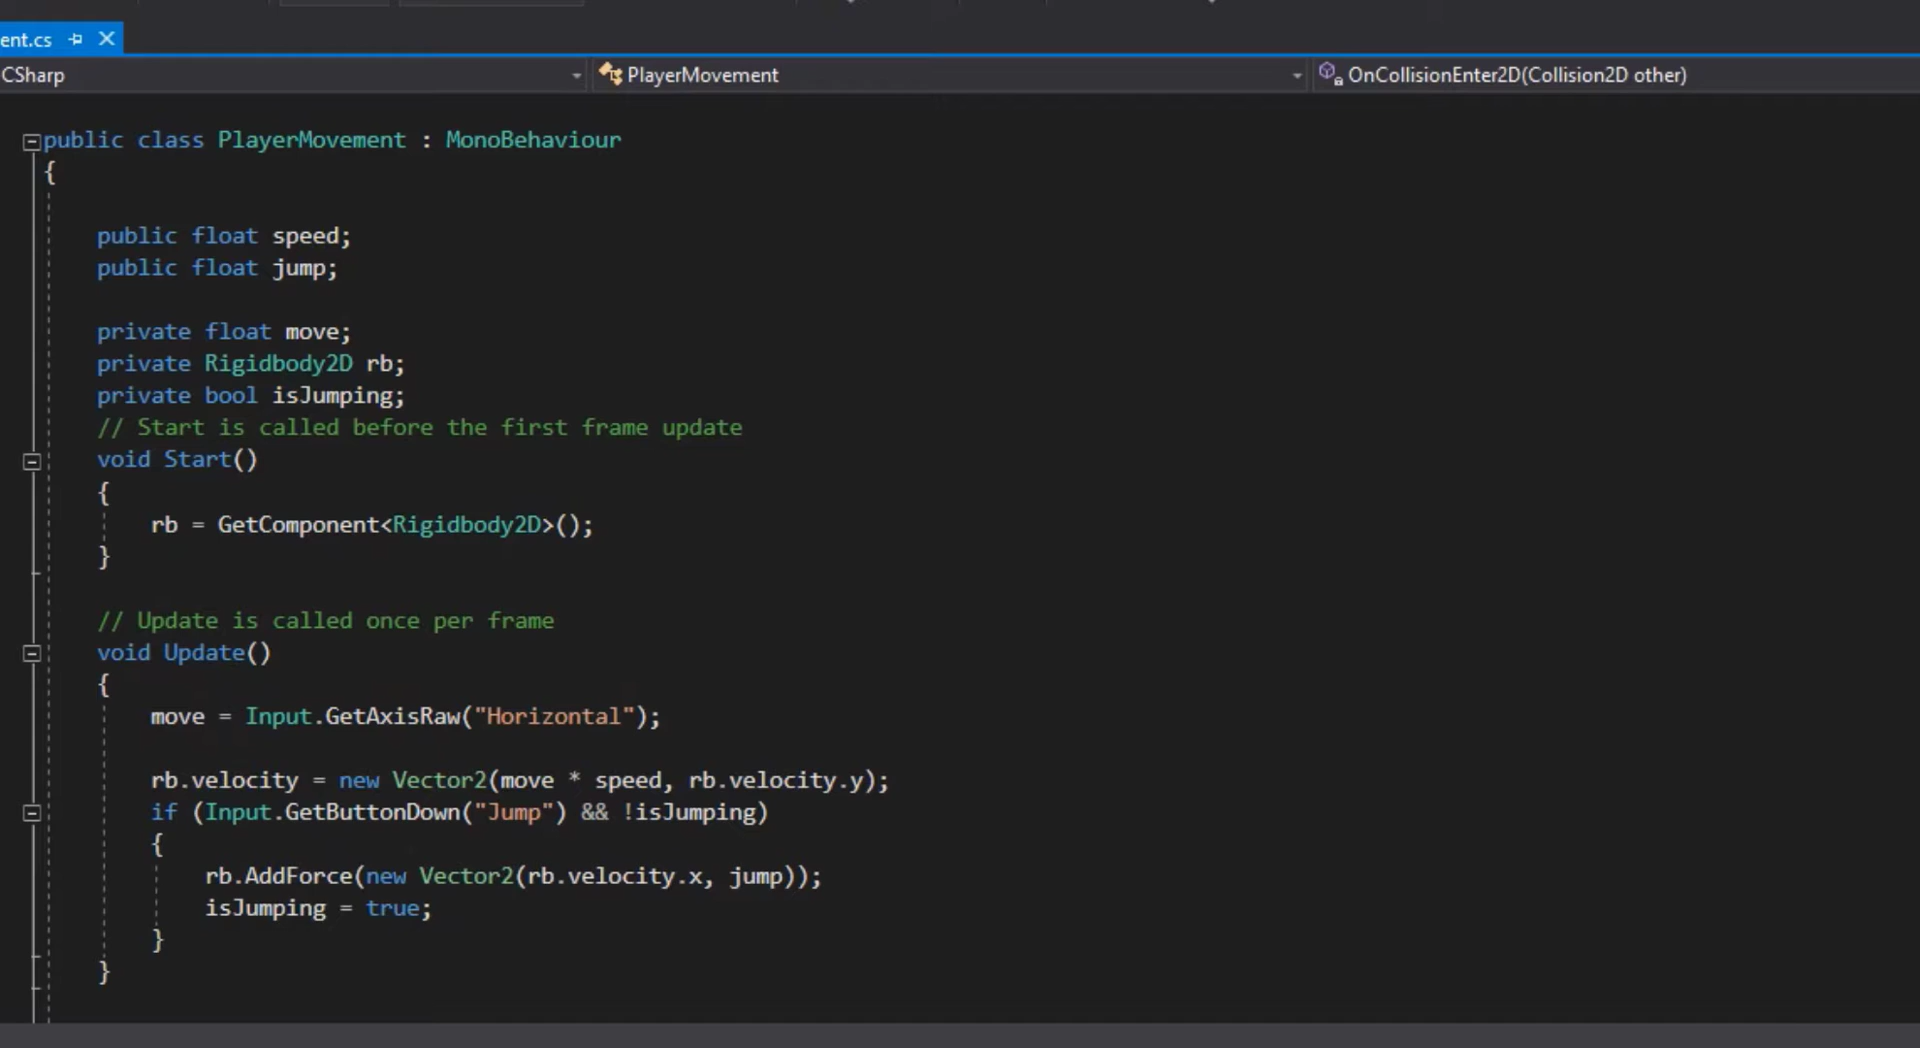 ent.cs
CSharp
PlayerMovement
OnCollisionEnter2D(Collision2D other)
public class PlayerMovement : MonoBehaviour
{
public float speed;
public float jump;
private float move;
private Rigidbody2D rb;
private bool isJumping;
// Start is called before the first frame update
void Start()
{
rb = GetComponent<Rigidbody2D>();
}
// Update is called once per frame
void Update()
{
move = Input.GetAxisRaw("Horizontal");
rb.velocity = new Vector2(move * speed, rb.velocity.y);
if (Input.GetButtonDown("Jump") && !isJumping)
{
rb.AddForce(new Vector2(rb.velocity.x, jump));
isJumping = true;
}
}